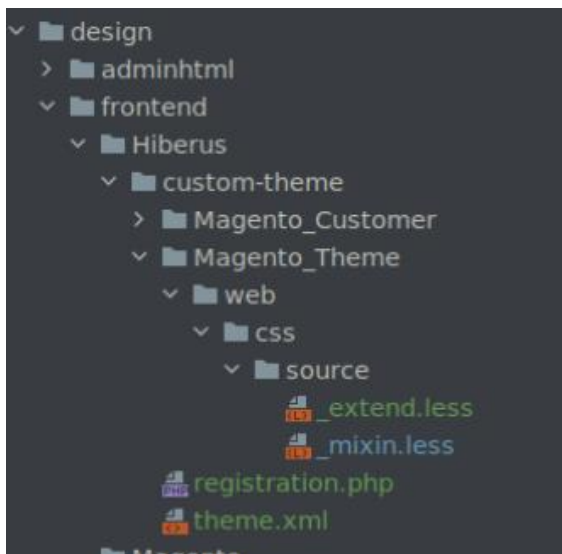 design
adminhtml
frontend
Hiberus
custom-theme
Magento_Customer
Magento_Theme
web
css
source
_extend.less
_mixin.less
registration.php
theme.xml